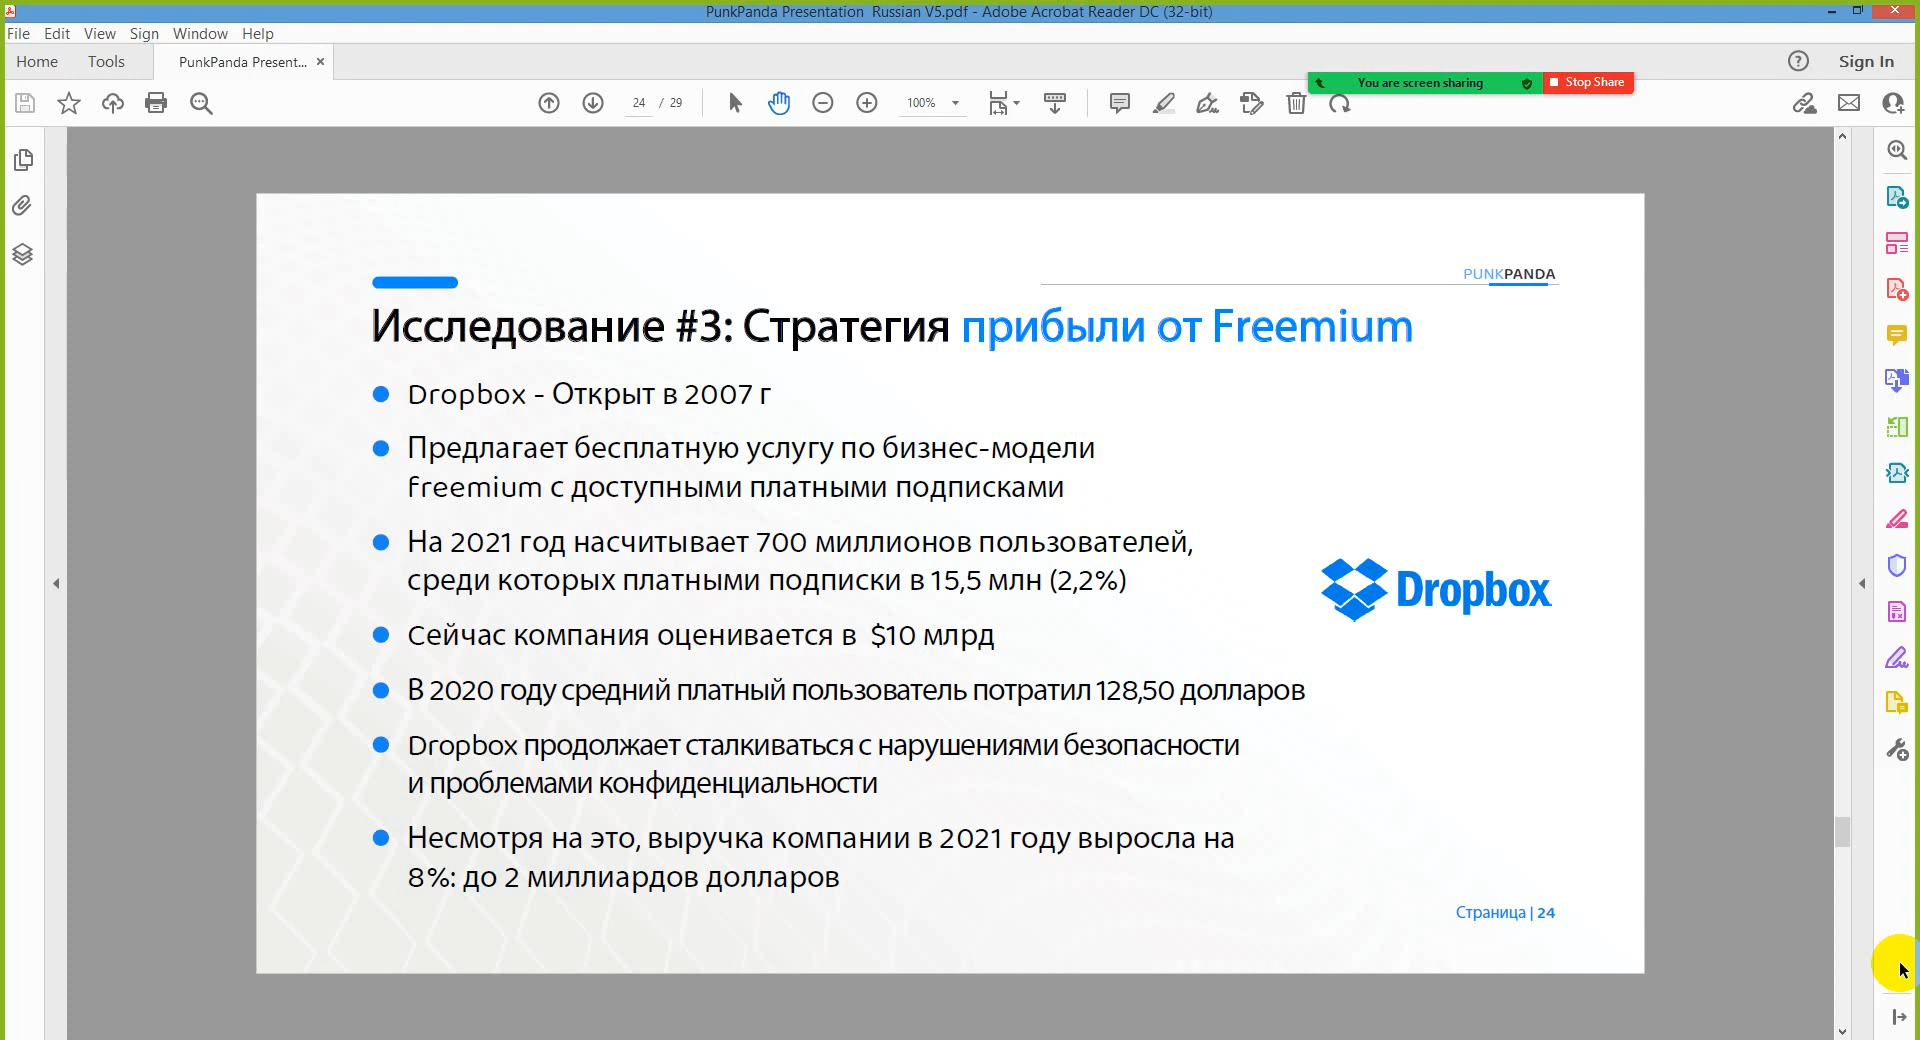 PunkPanda Presentation Russian V5.pdf - Adobe Acrobat Reader DC (32-bit)
File Edit View Sign Window Help
Home Tools PunkPanda Present... × Sign In
You are screen sharing Stop Share
24 / 29 100%
PUNKPANDA
Исследование #3: Стратегия прибыли от Freemium
Dropbox - Открыт в 2007 г
Предлагает бесплатную услугу по бизнес-модели
freemium с доступными платными подписками
На 2021 год насчитывает 700 миллионов пользователей,
среди которых платными подписки в 15,5 млн (2,2%)
Dropbox
Сейчас компания оценивается в $10 млрд
В 2020 году средний платный пользователь потратил 128,50 долларов
Dropbox продолжает сталкиваться с нарушениями безопасности
и проблемами конфиденциальности
Несмотря на это, выручка компании в 2021 году выросла на
8%: до 2 миллиардов долларов
Страница | 24